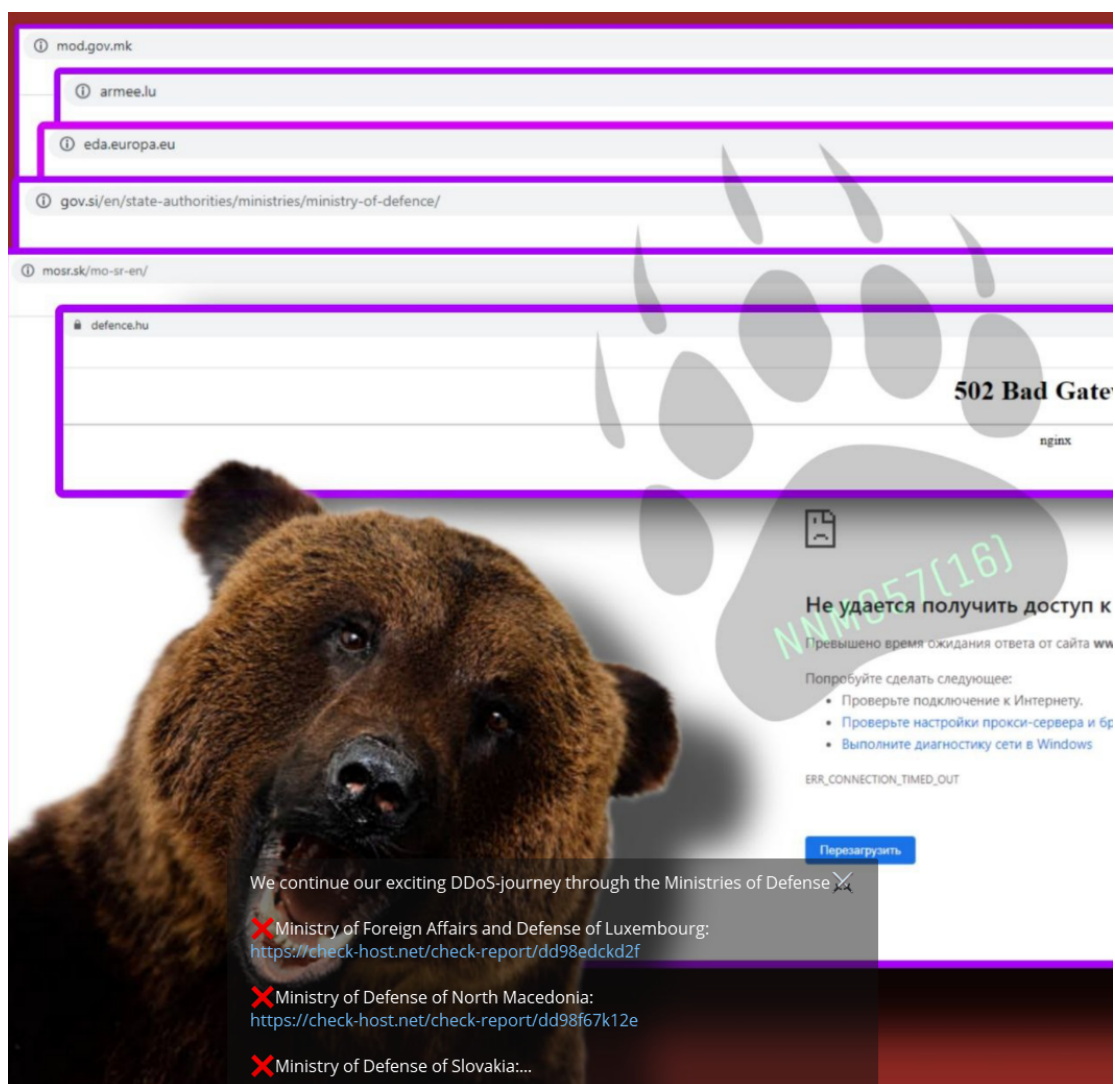 mod.gov.mk
armee.lu
eda.europa.eu
gov.si/en/state-authorities/ministries/ministry-of-defence/
mosr.sk/mo-sr-en/
defence.hu
502 Bad Gatew
nginx
NNM057(16)
Не удается получить доступ к
Превышено время ожидания ответа от сайта ww
Попробуйте сделать следующее:
• Проверьте подключение к Интернету.
• Проверьте настройки прокси-сервера и бр
• Выполните диагностику сети в Windows
ERR_CONNECTION_TIMED_OUT
Перезагрузить
We continue our exciting DDoS-journey through the Ministries of Defense ⚔
❌Ministry of Foreign Affairs and Defense of Luxembourg:
https://check-host.net/check-report/dd98edckd2f
❌Ministry of Defense of North Macedonia:
https://check-host.net/check-report/dd98f67k12e
❌Ministry of Defense of Slovakia:...